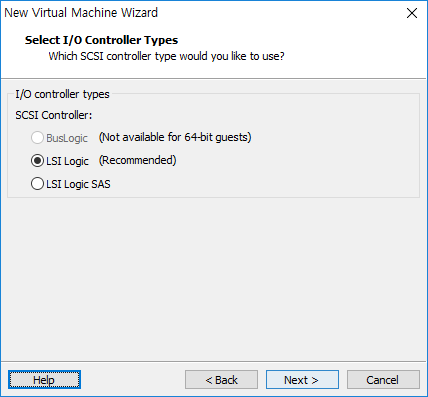 New Virtual Machine Wizard
Select I/O Controller Types
Which SCSI controller type would you like to use?
I/O controller types
SCSI Controller:
BusLogic (Not available for 64-bit guests)
LSI Logic (Recommended)
LSI Logic SAS
Help < Back Next > Cancel